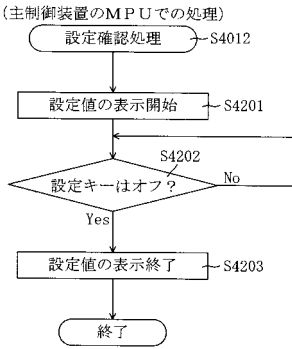 (主制御装置のMPUでの処理)
設定確認処理
S4012
設定値の表示開始
S4201
S4202
設定キーはオフ?
No
Yes
設定値の表示終了
S4203
終了